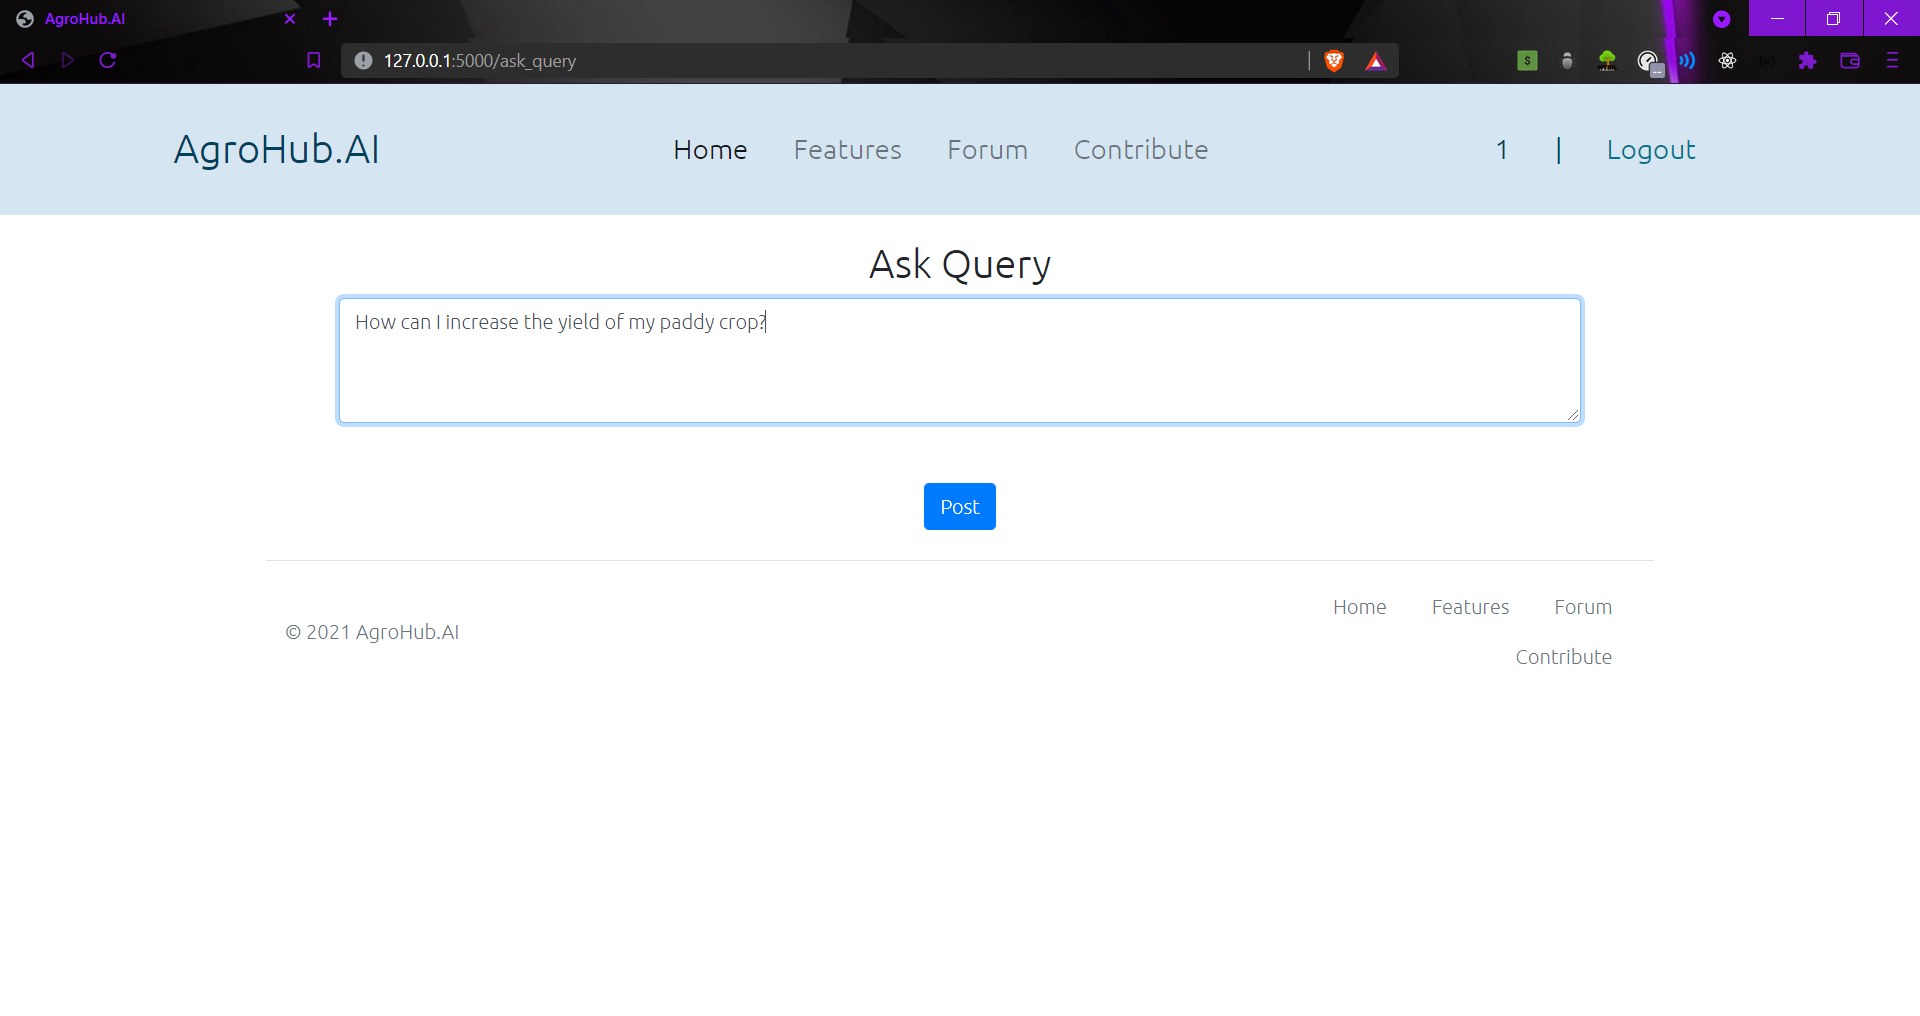 AgroHub.AI
127.0.0.1:5000/ask_query
AgroHub.AI
Home Features Forum Contribute
1 | Logout
Ask Query
How can I increase the yield of my paddy crop?
Post
© 2021 AgroHub.AI
Home Features Forum
Contribute